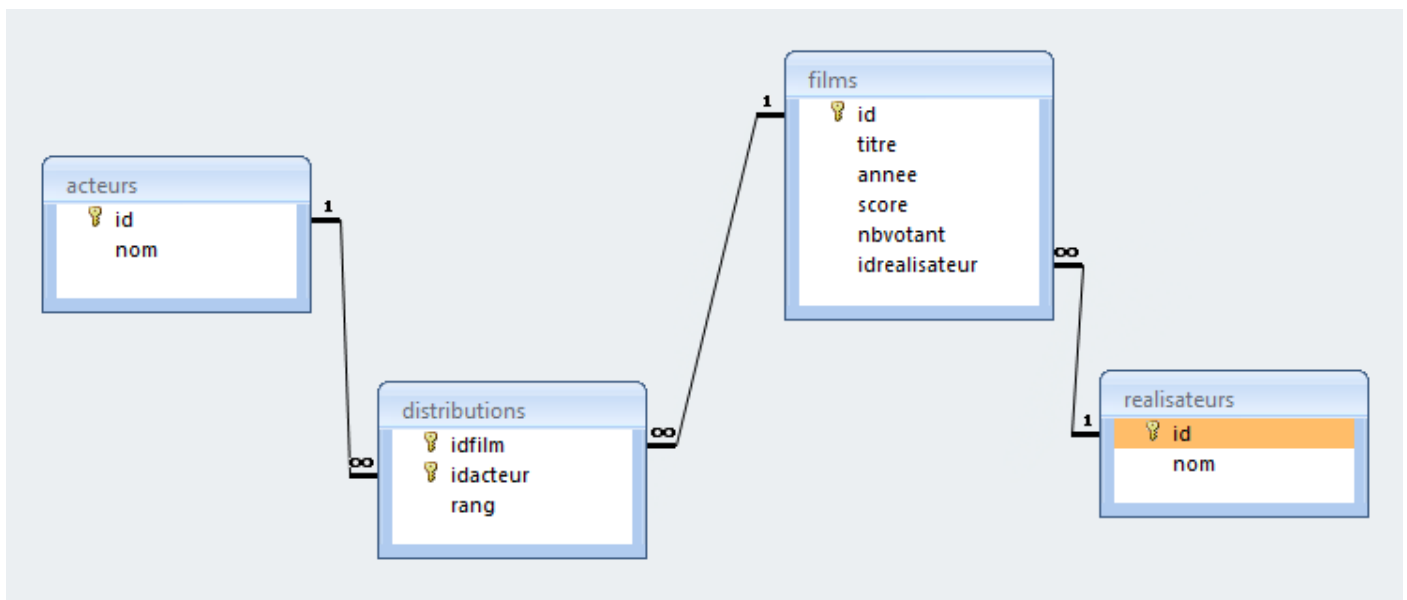 acteurs
id
nom
1
∞
distributions
idfilm
idacteur
rang
∞
1
films
id
titre
annee
score
nbvotant
idrealisateur
∞
1
realisateurs
id
nom